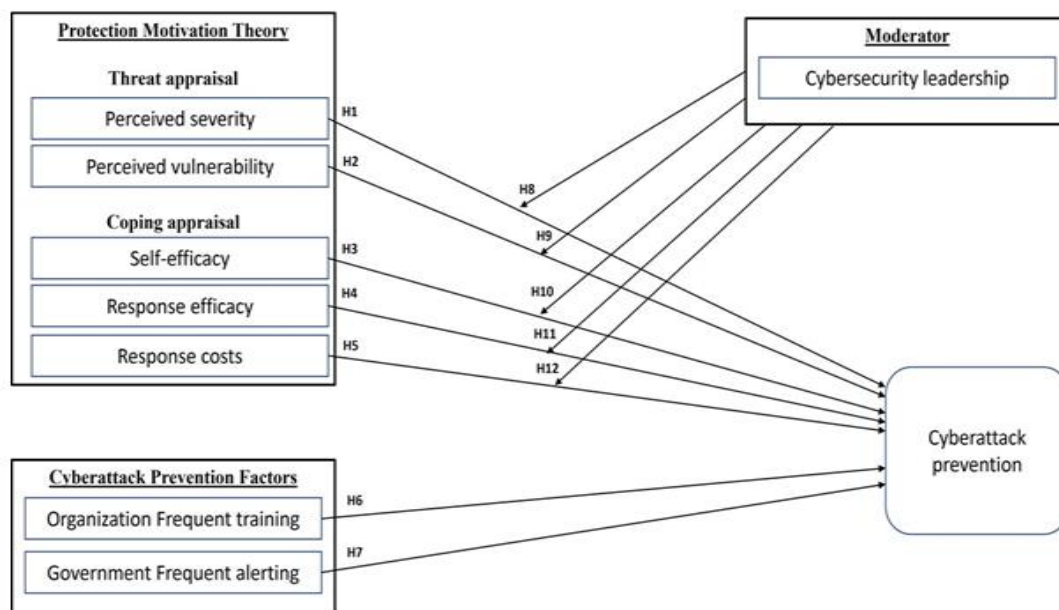 Protection Motivation Theory
Threat appraisal
Perceived severity
Perceived vulnerability
Coping appraisal
Self-efficacy
Response efficacy
Response costs
H1
H2
H3
H4
H5
Moderator
Cybersecurity leadership
H8
H9
H10
H11
H12
Cyberattack
prevention
Cyberattack Prevention Factors
Organization Frequent training
Government Frequent alerting
H6
H7